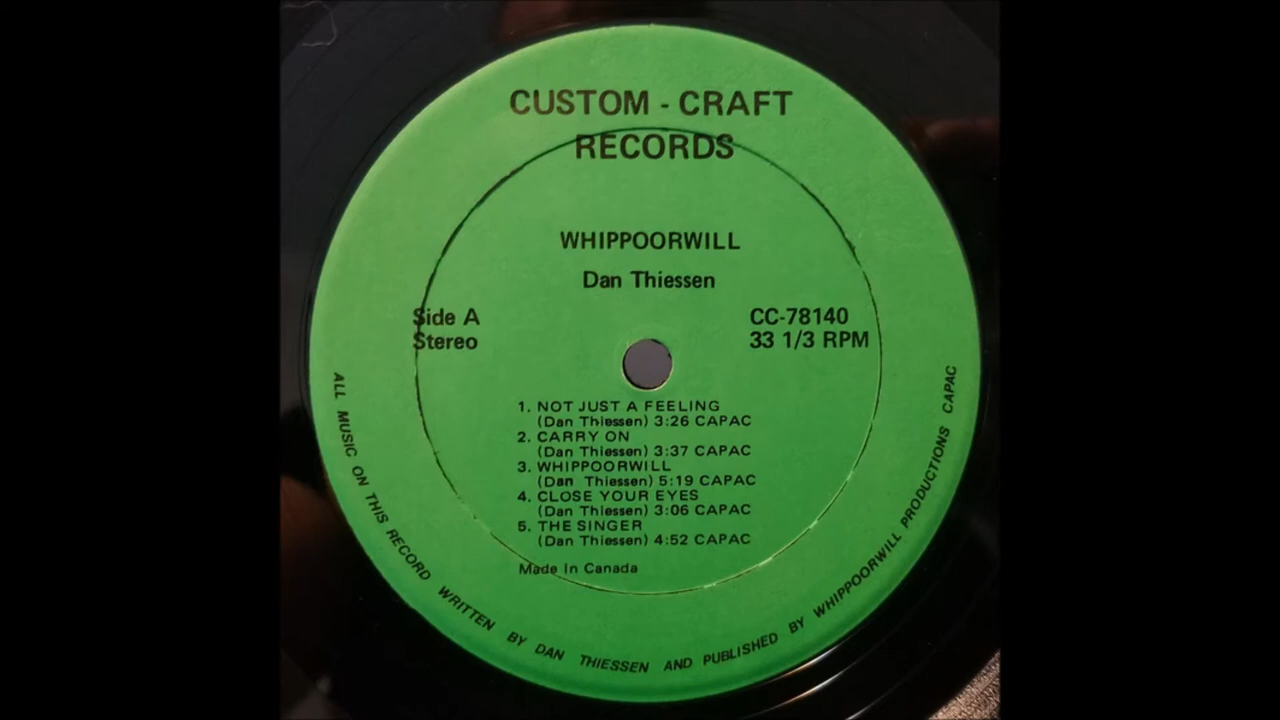 CUSTOM - CRAFT
RECORDS
WHIPPOORWILL
Dan Thiessen
Side A
Stereo
CC-78140
33 1/3 RPM
1. NOT JUST A FEELING
(Dan Thiessen) 3:26 CAPAC
2. CARRY ON
(Dan Thiessen) 3:37 CAPAC
3. WHIPPOORWILL
(Dan Thiessen) 5:19 CAPAC
4. CLOSE YOUR EYES
(Dan Thiessen) 3:06 CAPAC
5. THE SINGER
(Dan Thiessen) 4:52 CAPAC
Made In Canada
ALL MUSIC ON THIS RECORD WRITTEN BY DAN THIESSEN AND PUBLISHED BY WHIPPOORWILL PRODUCTIONS CAPAC